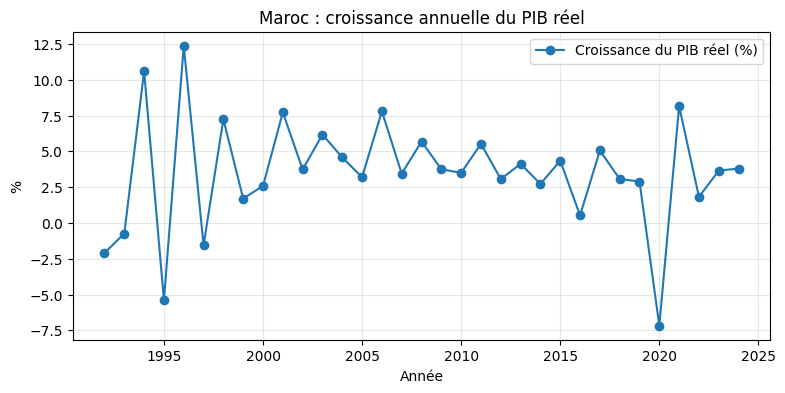 Maroc : croissance annuelle du PIB réel
Croissance du PIB réel (%)
12.5
10.0
7.5
5.0
2.5
0.0
−2.5
−5.0
−7.5
%
1995 2000 2005 2010 2015 2020 2025
Année